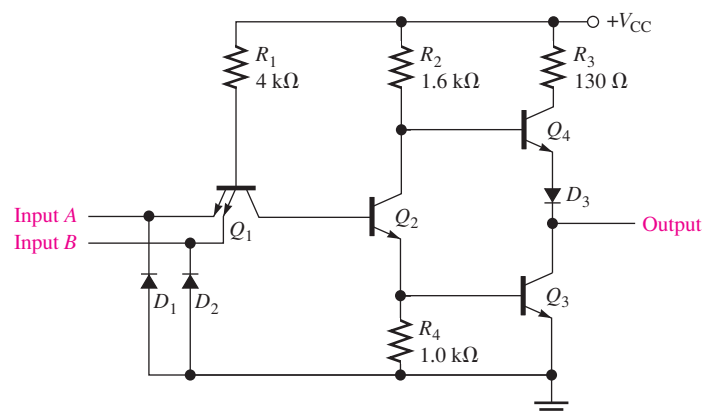 +V_CC
R_1
4 kΩ
R_2
1.6 kΩ
R_3
130 Ω
Q_4
D_3
Input A
Input B
Q_1
Q_2
Output
D_1
D_2
Q_3
R_4
1.0 kΩ